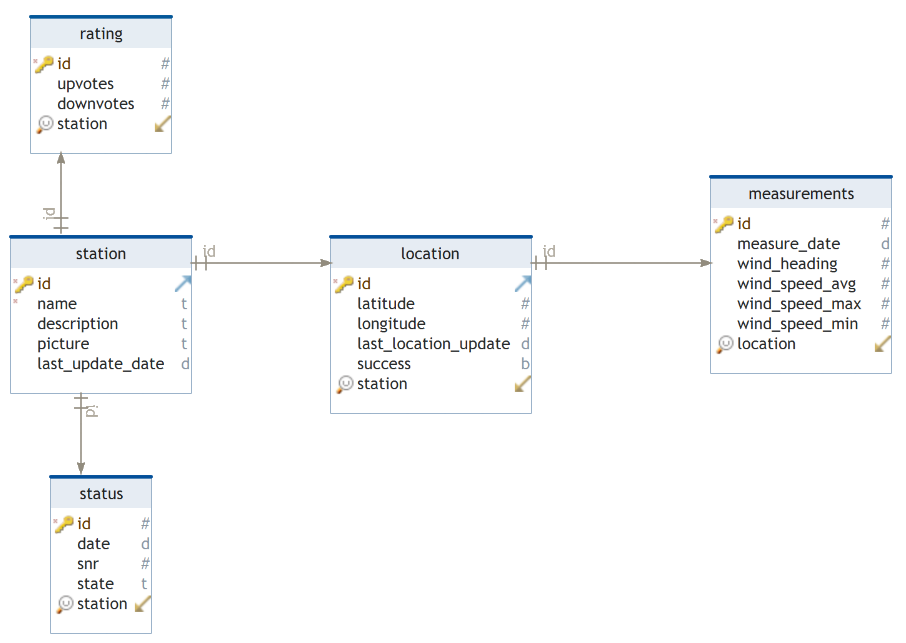 rating
id #
upvotes #
downvotes #
station
id
station
id
name t
description t
picture t
last_update_date d
id
location
id
latitude #
longitude #
last_location_update d
success b
station
id
measurements
id #
measure_date d
wind_heading #
wind_speed_avg #
wind_speed_max #
wind_speed_min #
location
id
status
id #
date d
snr #
state t
station